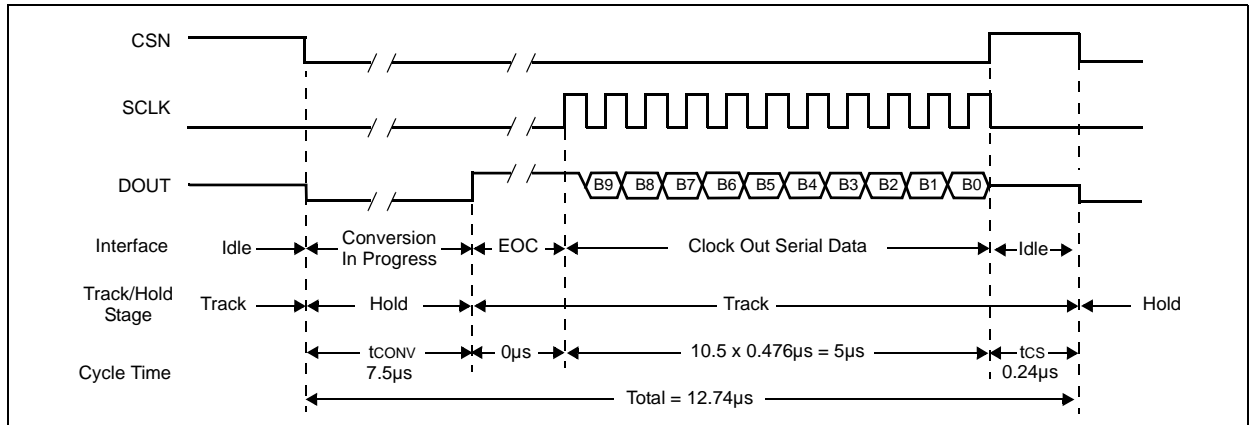 CSN
SCLK
DOUT
B9 B8 B7 B6 B5 B4 B3 B2 B1 B0
Interface Idle Conversion In Progress EOC Clock Out Serial Data Idle
Track/Hold Stage Track Hold Track Hold
Cycle Time tCONV 7.5µs 0µs 10.5 x 0.476µs = 5µs tCS 0.24µs
Total = 12.74µs